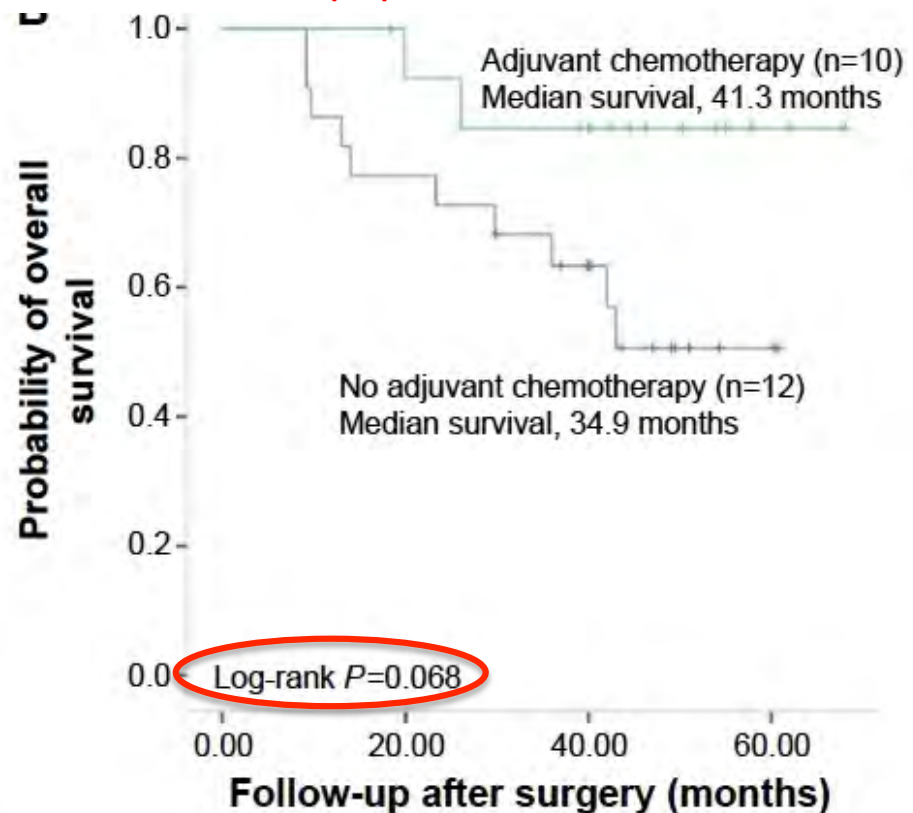 1.0
Adjuvant chemotherapy (n=10)
Median survival, 41.3 months
0.8
Probability of overall
survival
0.6
No adjuvant chemotherapy (n=12)
Median survival, 34.9 months
0.4
0.2
0.0
Log-rank P=0.068
0.00 20.00 40.00 60.00
Follow-up after surgery (months)